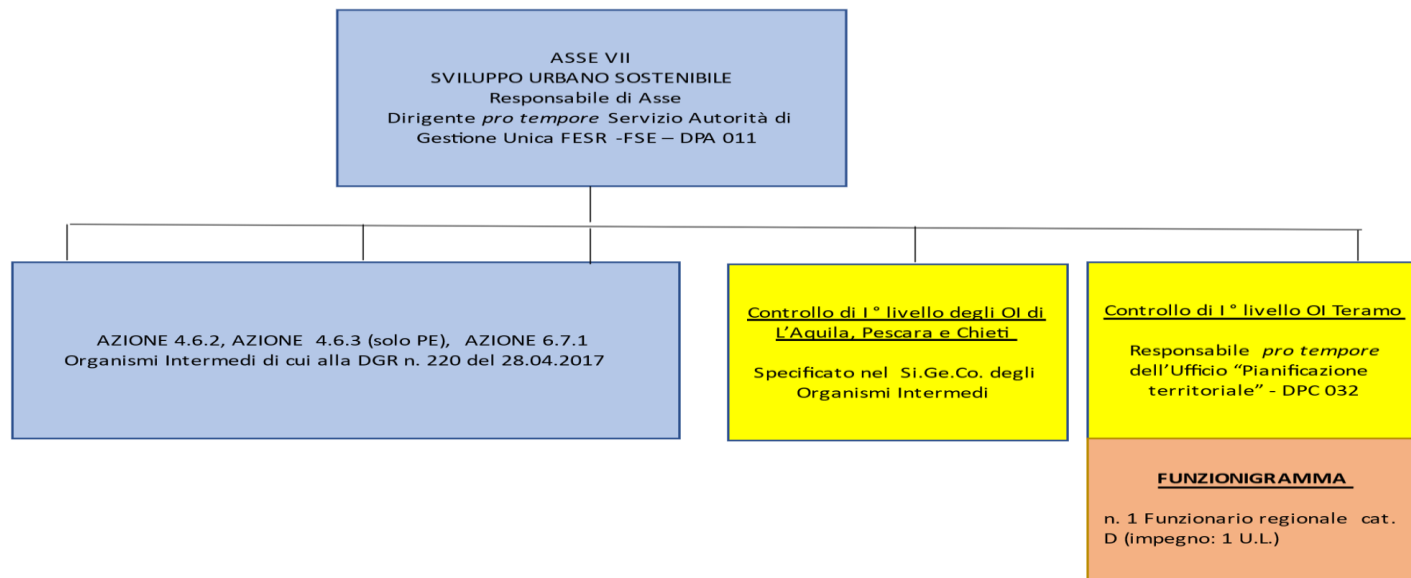 ASSE VII
SVILUPPO URBANO SOSTENIBILE
Responsabile di Asse
Dirigente pro tempore Servizio Autorità di
Gestione Unica FESR -FSE – DPA 011
AZIONE 4.6.2, AZIONE 4.6.3 (solo PE), AZIONE 6.7.1
Organismi Intermedi di cui alla DGR n. 220 del 28.04.2017
Controllo di I° livello degli OI di
L'Aquila, Pescara e Chieti
Specificato nel Si.Ge.Co. degli
Organismi Intermedi
Controllo di I° livello OI Teramo
Responsabile pro tempore
dell'Ufficio "Pianificazione
territoriale" - DPC 032
FUNZIONIGRAMMA
n. 1 Funzionario regionale cat.
D (impegno: 1 U.L.)